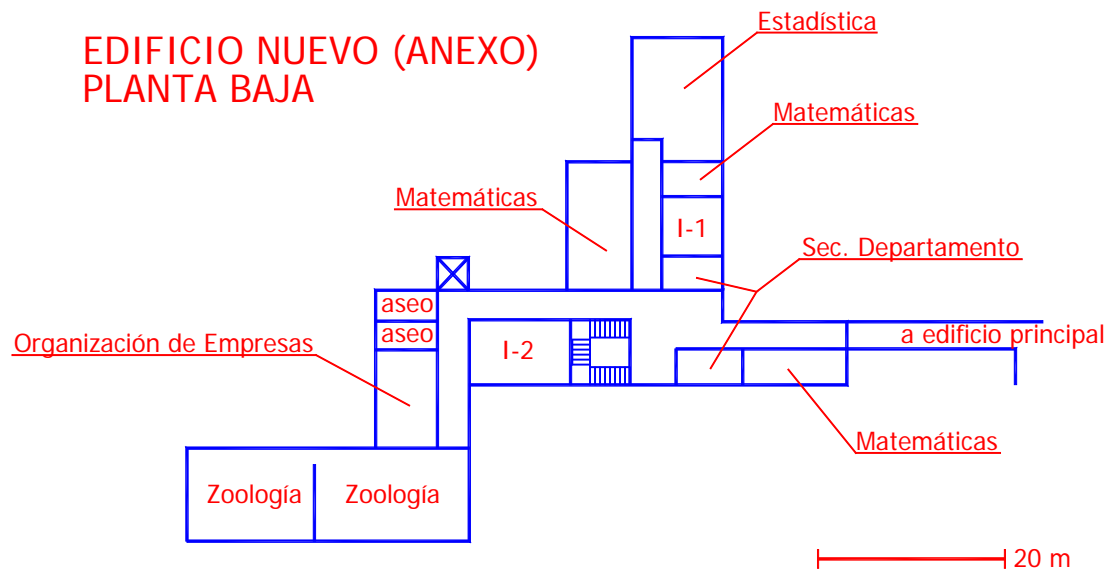 EDIFICIO NUEVO (ANEXO)
PLANTA BAJA
Estadística
Matemáticas
Matemáticas
I-1
Sec. Departamento
aseo
aseo
Organización de Empresas
I-2
a edificio principal
Matemáticas
Zoología
Zoología
20 m